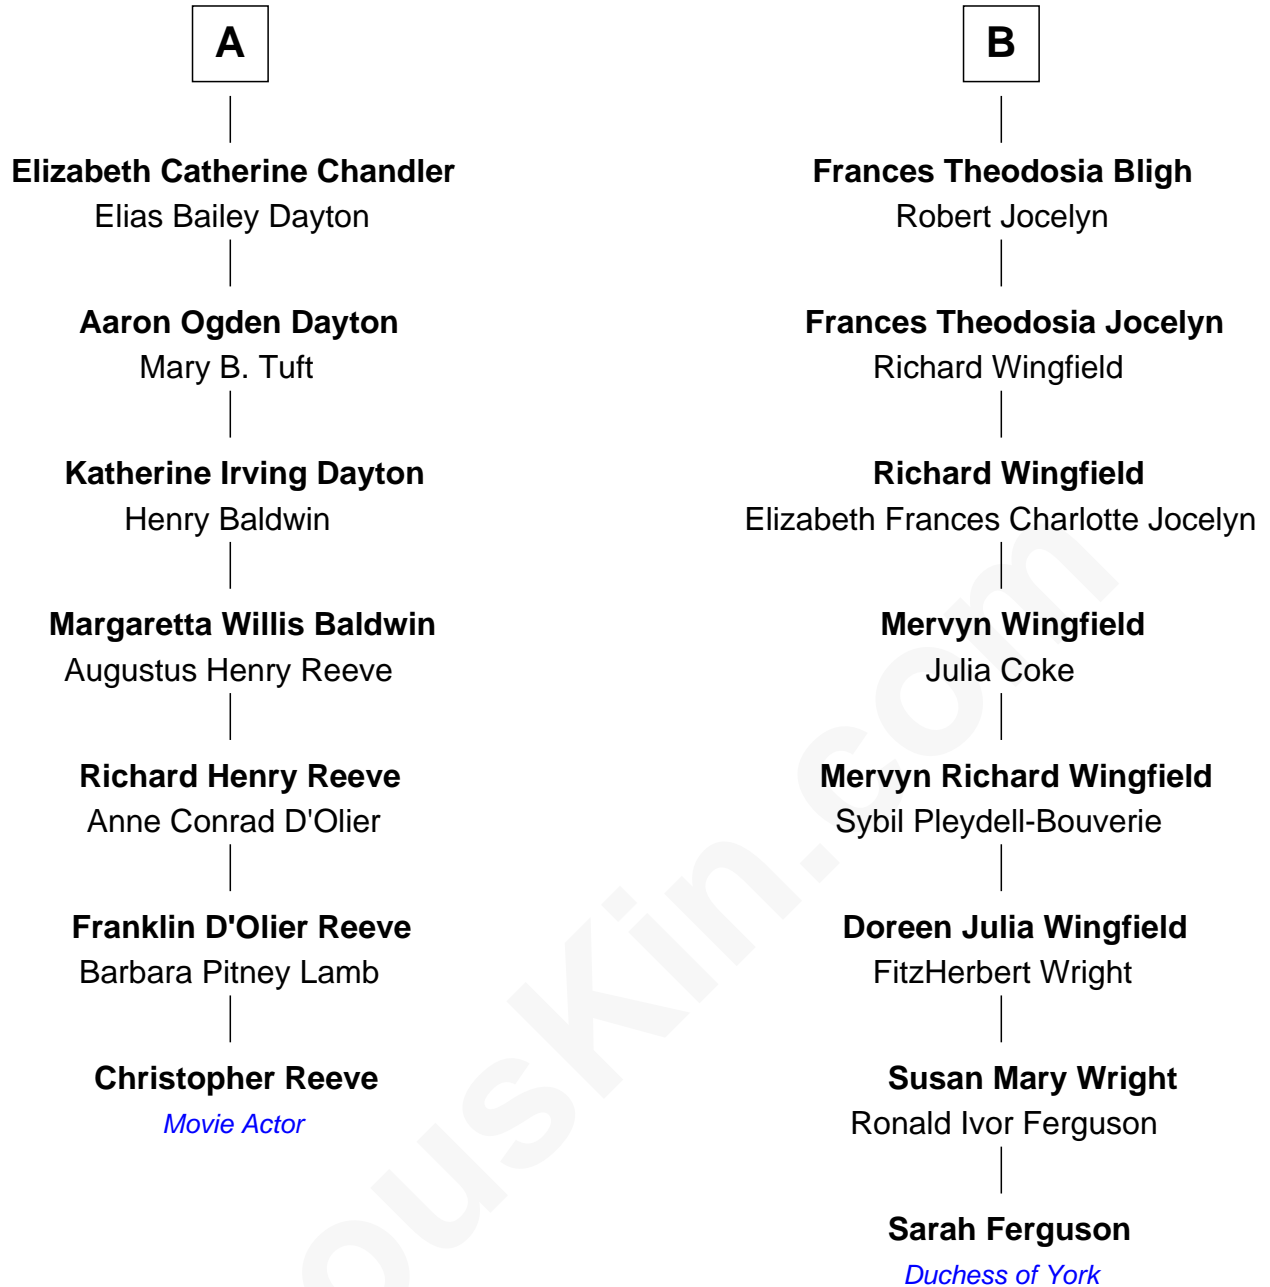 A
Elizabeth Catherine Chandler
Elias Bailey Dayton
Aaron Ogden Dayton
Mary B. Tuft
Katherine Irving Dayton
Henry Baldwin
Margaretta Willis Baldwin
Augustus Henry Reeve
Richard Henry Reeve
Anne Conrad D'Olier
Franklin D'Olier Reeve
Barbara Pitney Lamb
Christopher Reeve
Movie Actor
B
Frances Theodosia Bligh
Robert Jocelyn
Frances Theodosia Jocelyn
Richard Wingfield
Richard Wingfield
Elizabeth Frances Charlotte Jocelyn
Mervyn Wingfield
Julia Coke
Mervyn Richard Wingfield
Sybil Pleydell-Bouverie
Doreen Julia Wingfield
FitzHerbert Wright
Susan Mary Wright
Ronald Ivor Ferguson
Sarah Ferguson
Duchess of York
ousKin.com